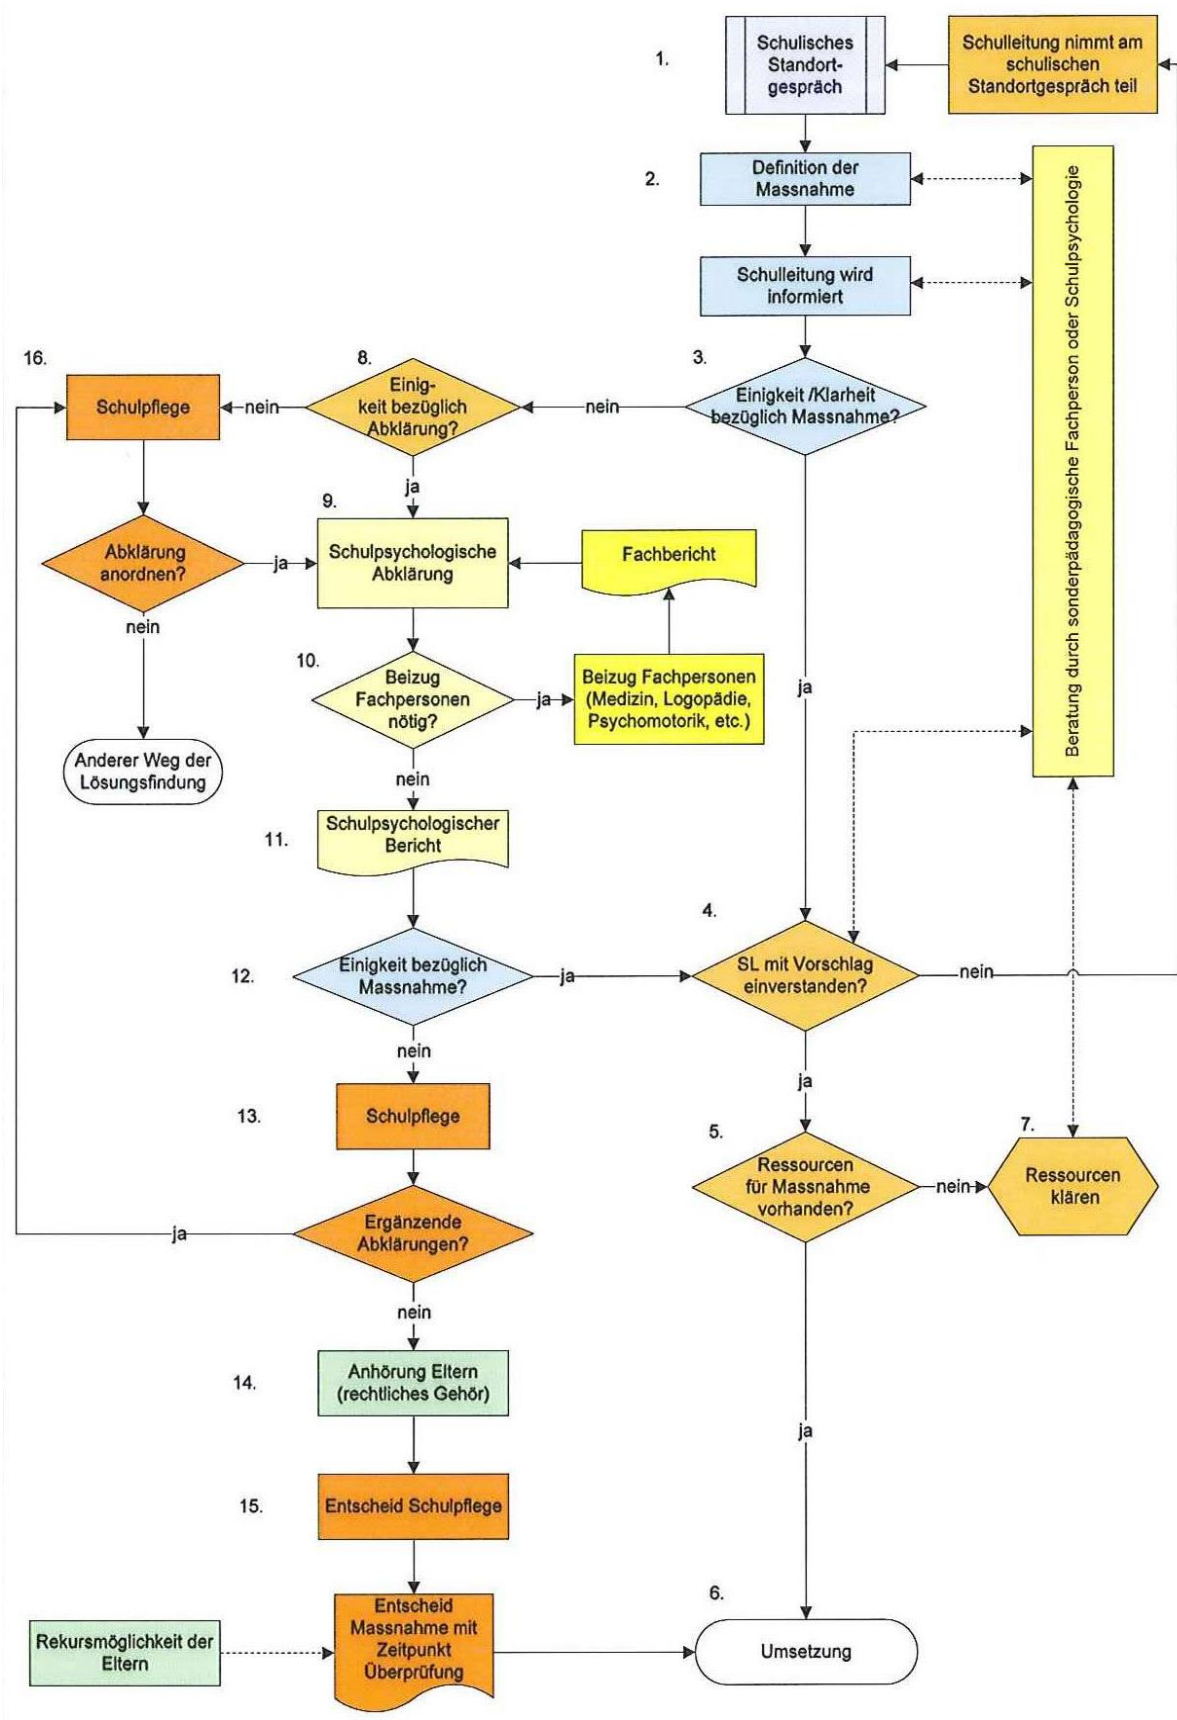 1.
Schulisches
Standort-
gespräch
Schulleitung nimmt am
schulischen
Standortgespräch teil
2.
Definition der
Massnahme
Schulleitung wird
informiert
Beratung durch sonderpädagogische Fachperson oder Schulpsychologie
16.
Schulpflege
nein
8.
Einig-
keit bezüglich
Abklärung?
nein
3.
Einigkeit /Klarheit
bezüglich Massnahme?
ja
9.
Abklärung
anordnen?
ja
Schulpsychologische
Abklärung
Fachbericht
nein
10.
Beizug
Fachpersonen
nötig?
ja
Beizug Fachpersonen
(Medizin, Logopädie,
Psychomotorik, etc.)
ja
Anderer Weg der
Lösungsfindung
nein
11.
Schulpsychologischer
Bericht
4.
12.
Einigkeit bezüglich
Massnahme?
ja
SL mit Vorschlag
einverstanden?
nein
nein
ja
13.
Schulpflege
5.
7.
Ressourcen
für Massnahme
vorhanden?
nein
Ressourcen
klären
ja
Ergänzende
Abklärungen?
nein
14.
Anhörung Eltern
(rechtliches Gehör)
ja
15.
Entscheid Schulpflege
6.
Rekursmöglichkeit der
Eltern
Entscheid
Massnahme mit
Zeitpunkt
Überprüfung
Umsetzung